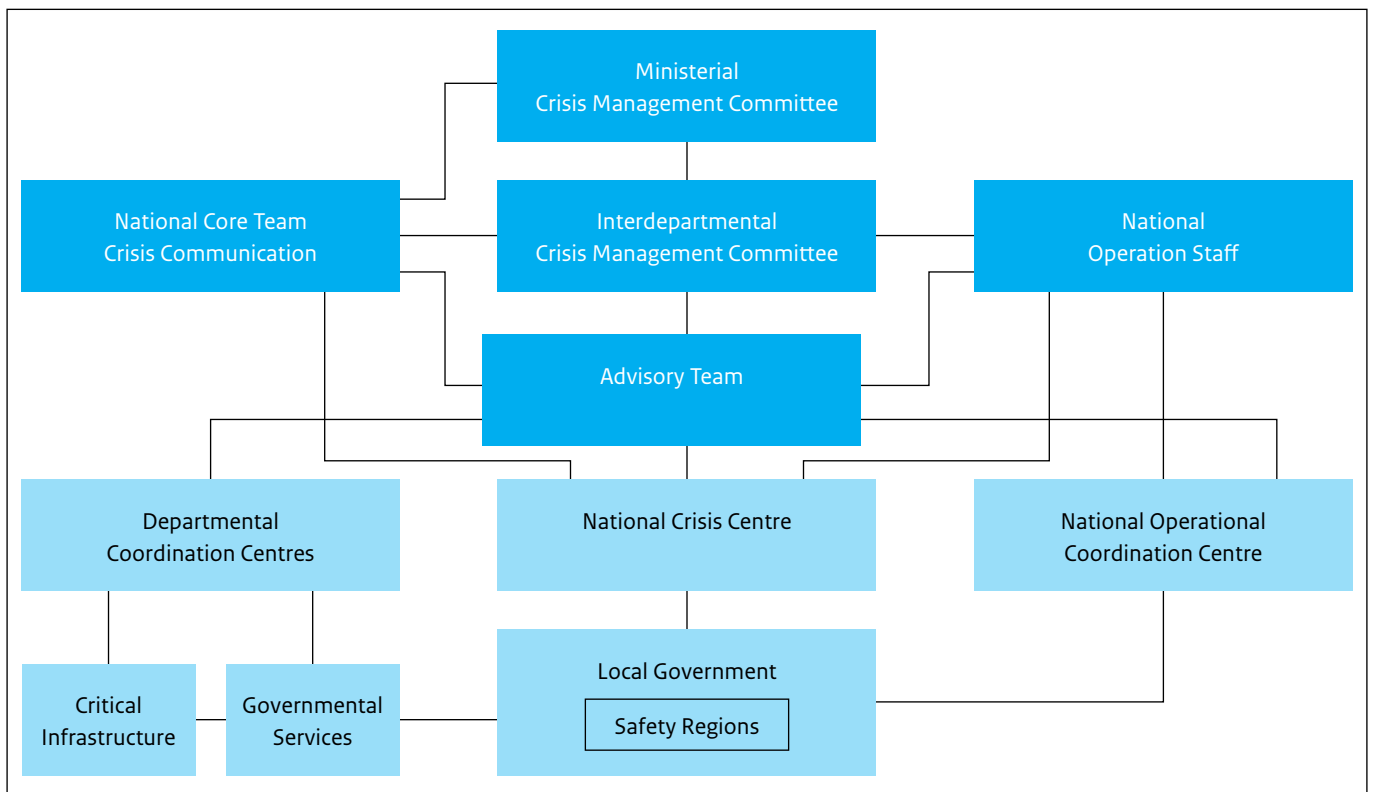 Ministerial
Crisis Management Committee
National Core Team
Crisis Communication
Interdepartmental
Crisis Management Committee
National
Operation Staff
Advisory Team
Departmental
Coordination Centres
National Crisis Centre
National Operational
Coordination Centre
Critical
Infrastructure
Governmental
Services
Local Government
Safety Regions